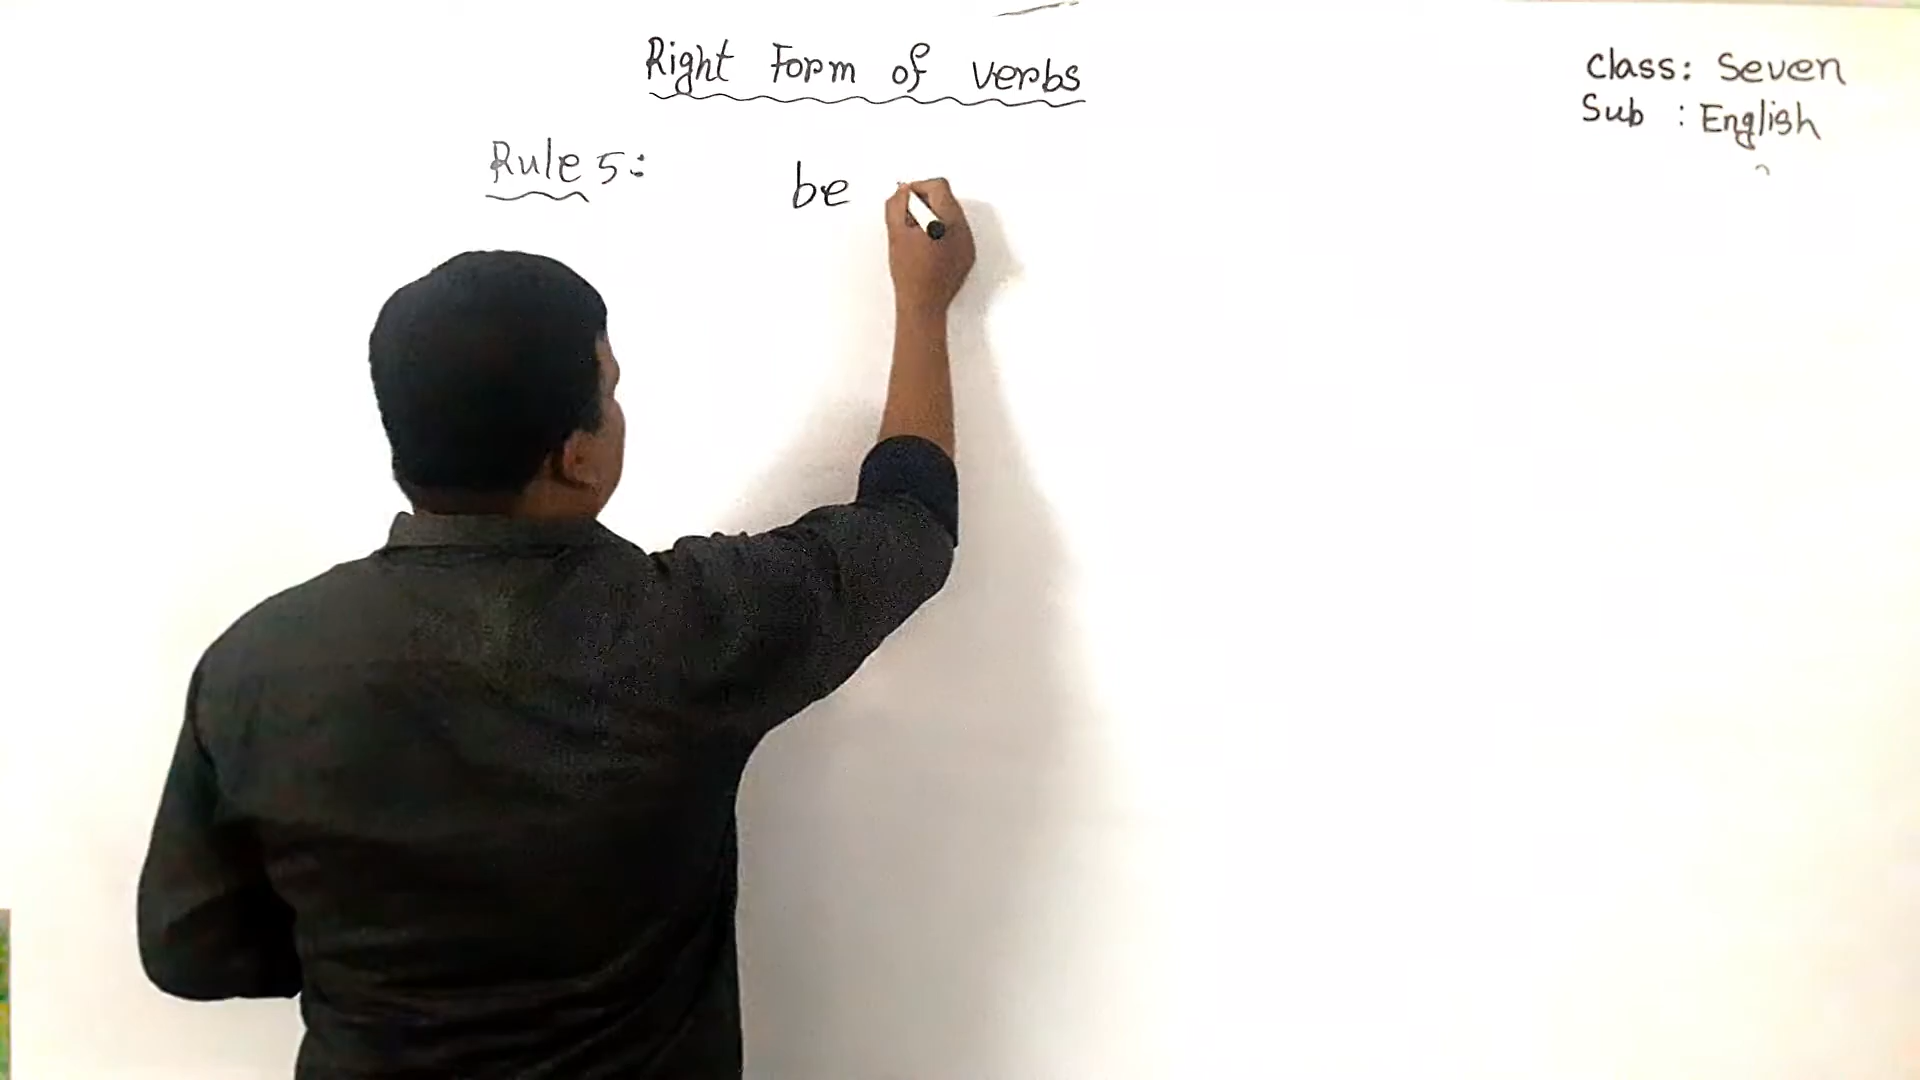 Right Form of verbs
Class: Seven
Sub : English
Rule 5:
be